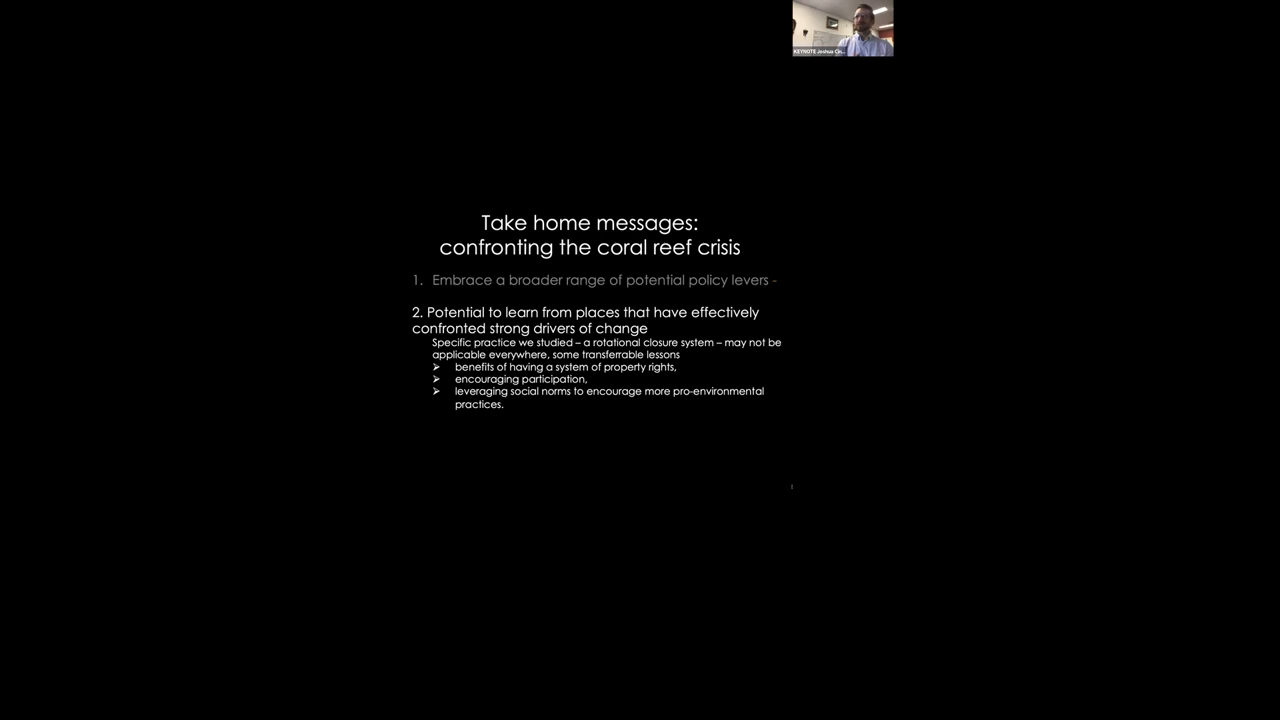 KEYNOTE Joshua Cin...
Take home messages:
confronting the coral reef crisis
1. Embrace a broader range of potential policy levers -
2. Potential to learn from places that have effectively
confronted strong drivers of change
Specific practice we studied – a rotational closure system – may not be
applicable everywhere, some transferrable lessons
➢ benefits of having a system of property rights,
➢ encouraging participation,
➢ leveraging social norms to encourage more pro-environmental
practices.